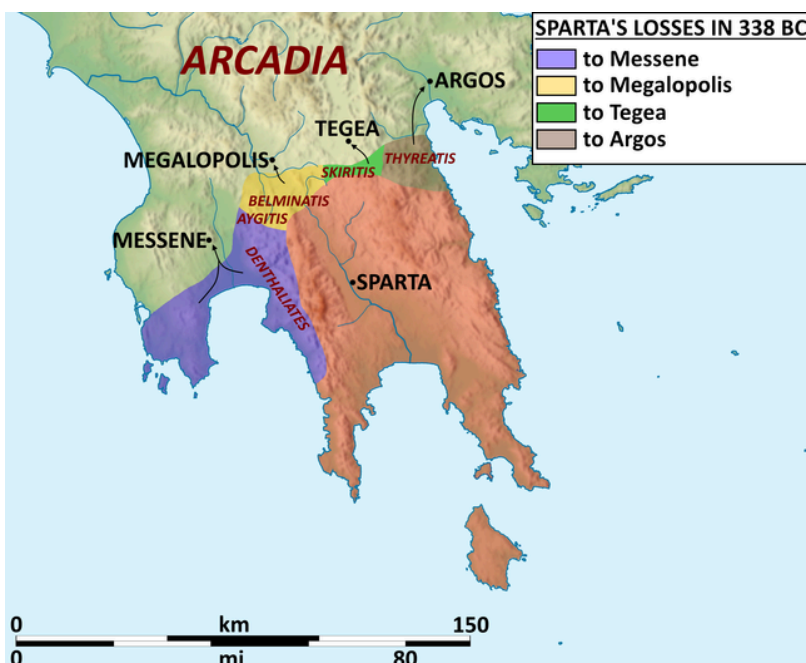 SPARTA'S LOSSES IN 338 BC
to Messene
to Megalopolis
to Tegea
to Argos
ARCADIA
ARGOS
TEGEA
MEGALOPOLIS
THYREATIS
SKIRITIS
BELMINATIS
AYGITIS
MESSENE
DENTHALIATES
SPARTA
0 km 150
0 mi 80